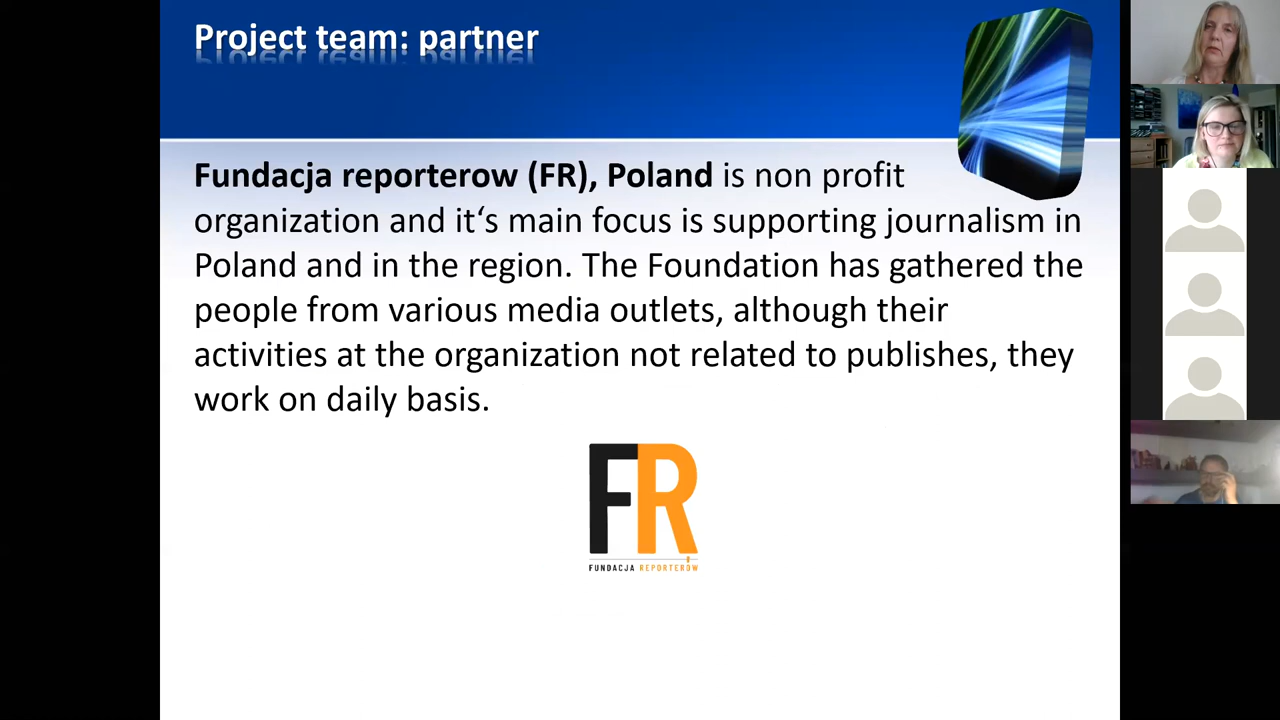 Project team: partner
Fundacja reporterow (FR), Poland is non profit
organization and it‘s main focus is supporting journalism in
Poland and in the region. The Foundation has gathered the
people from various media outlets, although their
activities at the organization not related to publishes, they
work on daily basis.
FR
FUNDACJA REPORTERÓW